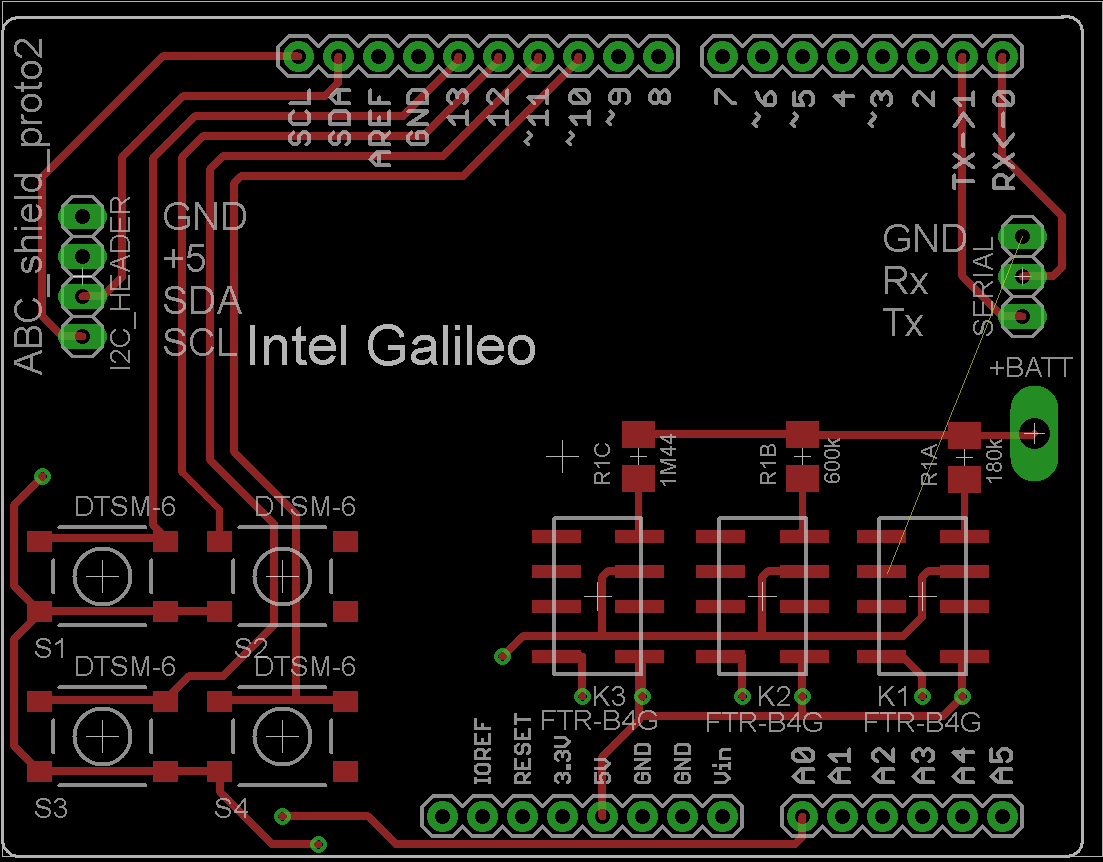 ABC_shield_proto2
SCL
SDA
AREF
GND
13
12
~11
~10
~9
8
7
~6
~5
4
~3
2
TX->1
RX<-0
I2C_HEADER
GND
+5
SDA
SCL
Intel Galileo
GND
Rx
Tx
SERIAL
+BATT
R1C
1M44
R1B
600k
R1A
180k
DTSM-6
DTSM-6
S1
S2
DTSM-6
DTSM-6
S3
S4
K3
K2
K1
FTR-B4G
FTR-B4G
FTR-B4G
IOREF
RESET
3.3V
5V
GND
GND
Vin
A0
A1
A2
A3
A4
A5